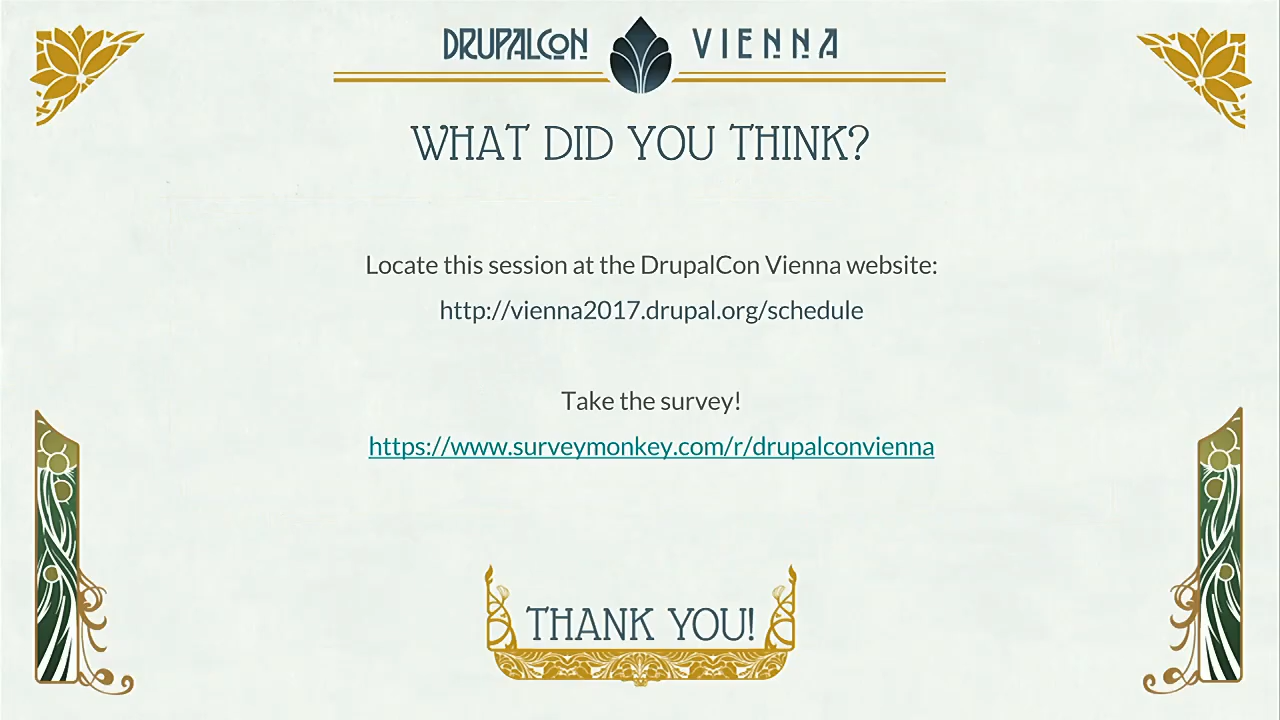 DRUPALCON VIENNA
WHAT DID YOU THINK?
Locate this session at the DrupalCon Vienna website:
http://vienna2017.drupal.org/schedule
Take the survey!
https://www.surveymonkey.com/r/drupalconvienna
THANK YOU!